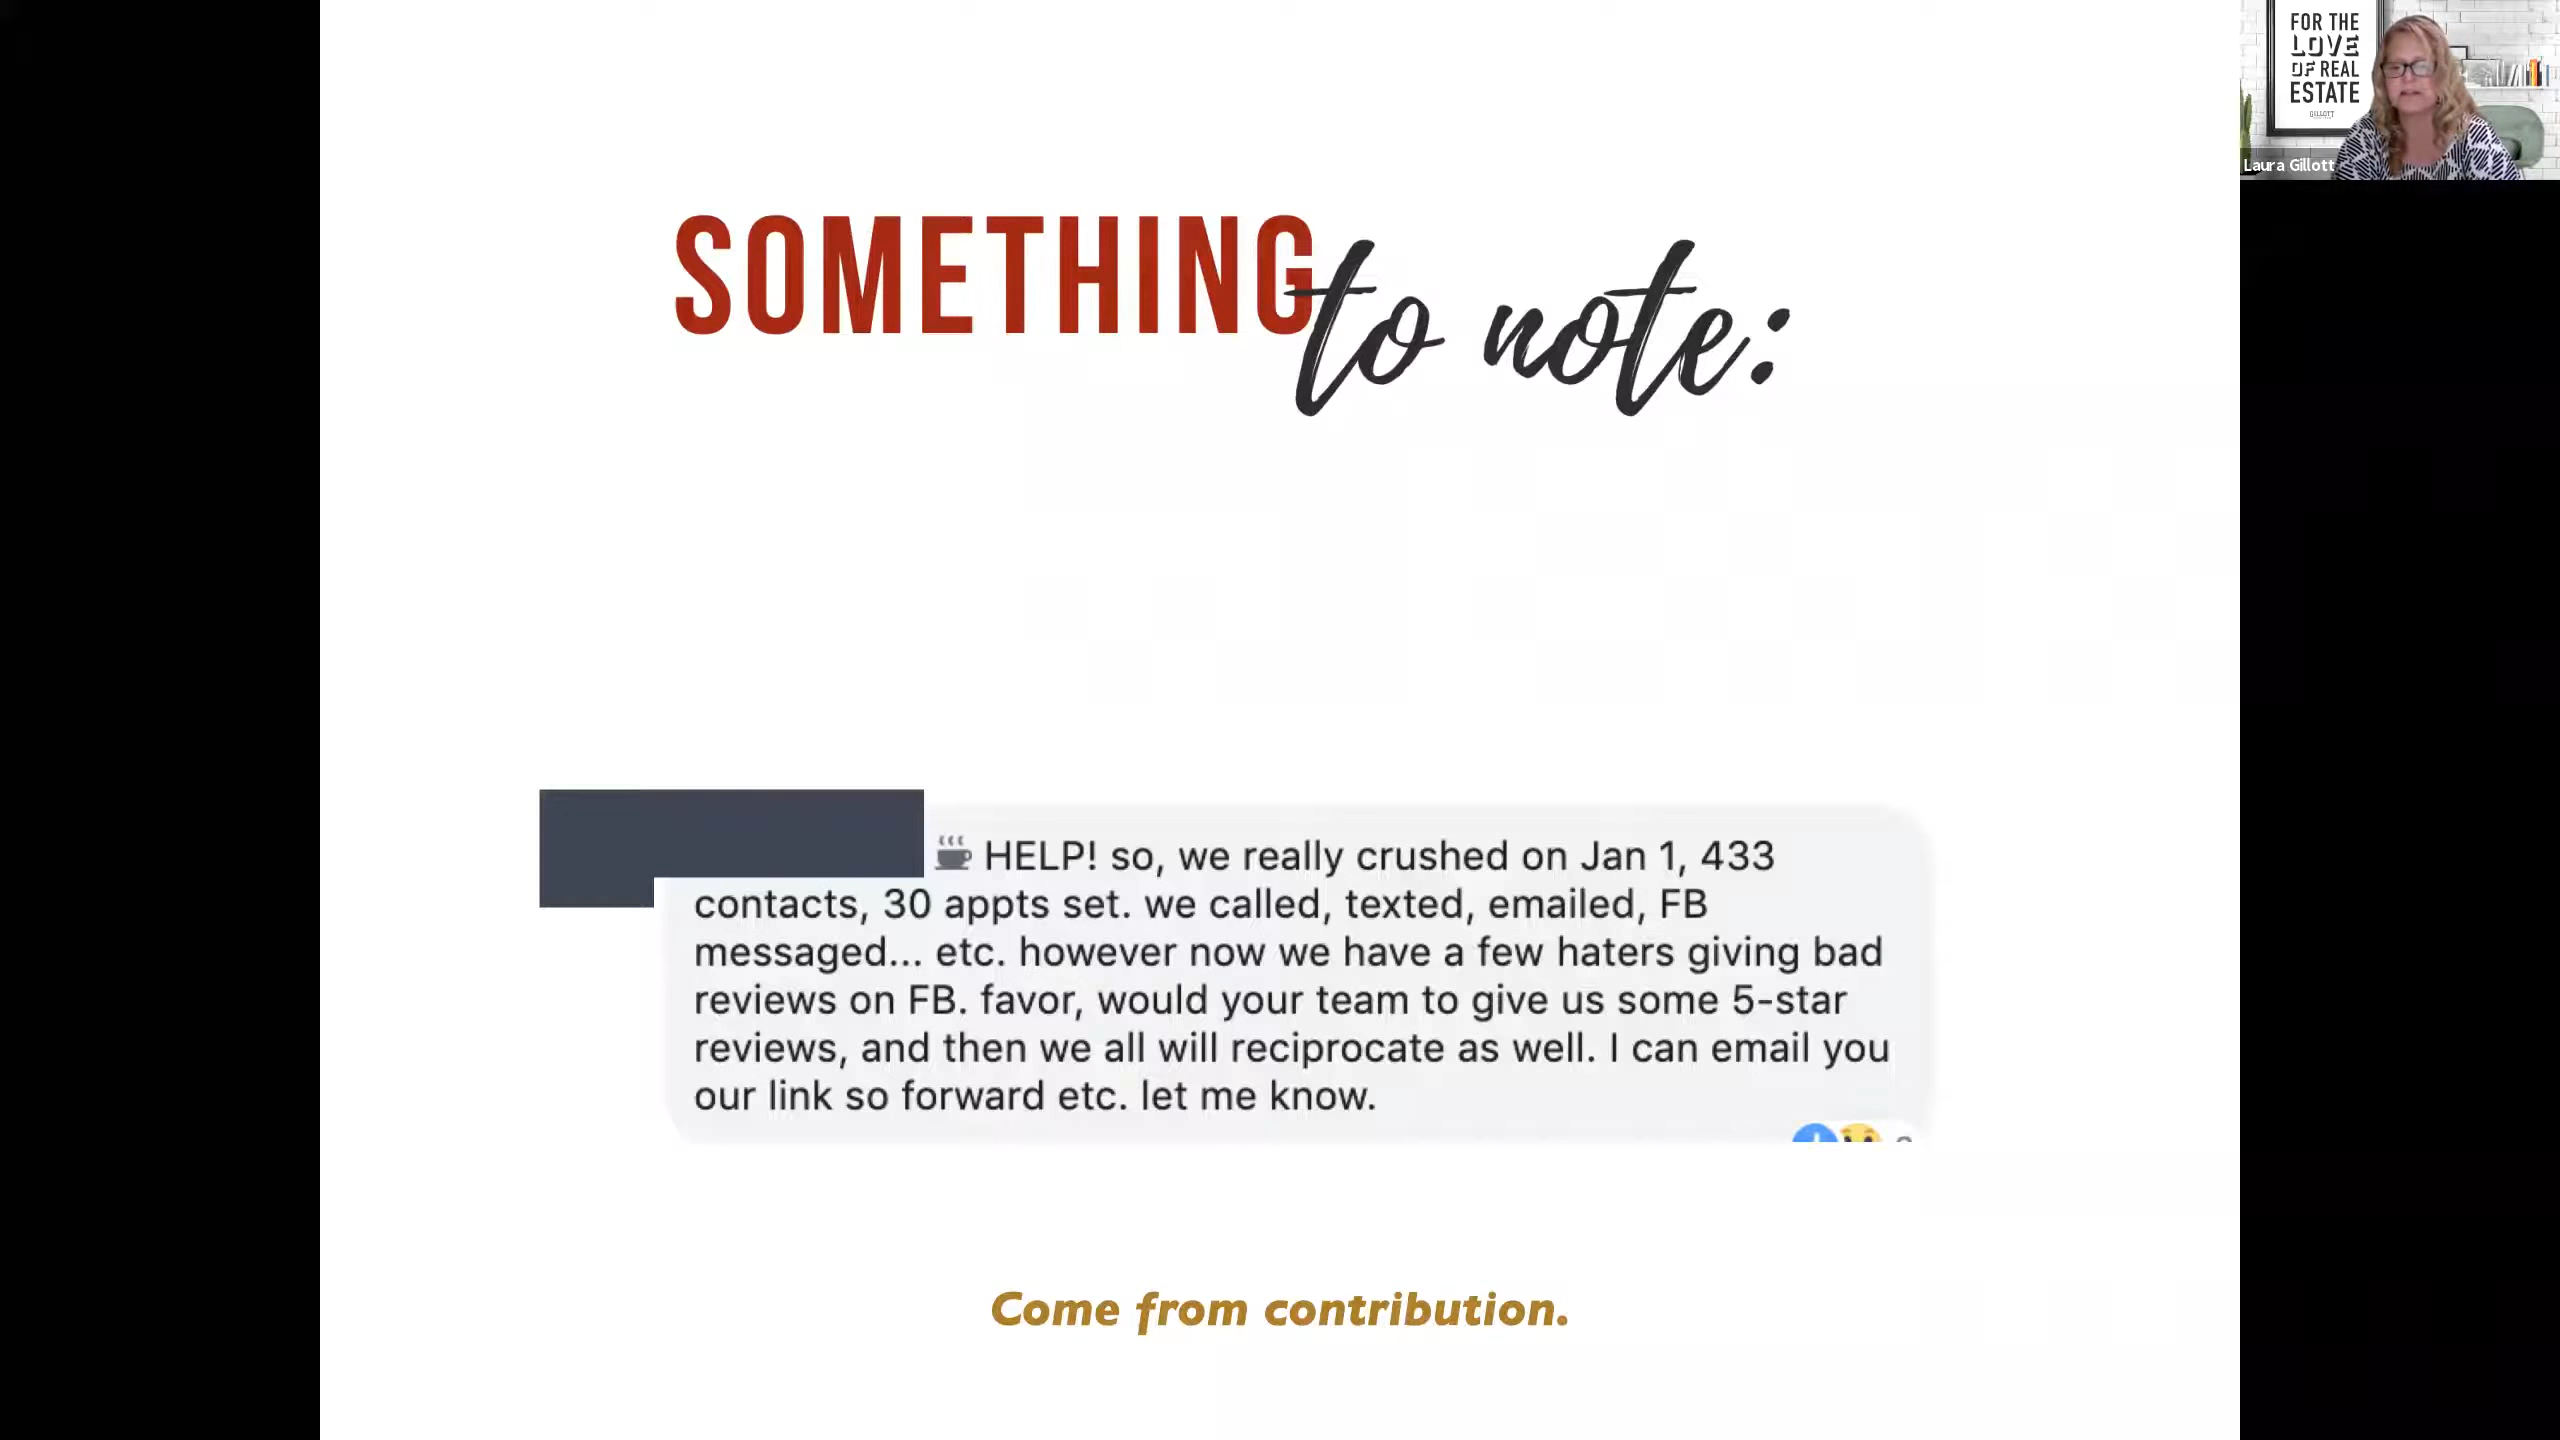 FOR THE
LOVE
OF REAL
ESTATE
GILLOTT
Laura Gillott
SOMETHING to note:
HELP! so, we really crushed on Jan 1, 433
contacts, 30 appts set. we called, texted, emailed, FB
messaged... etc. however now we have a few haters giving bad
reviews on FB. favor, would your team to give us some 5-star
reviews, and then we all will reciprocate as well. I can email you
our link so forward etc. let me know.
Come from contribution.